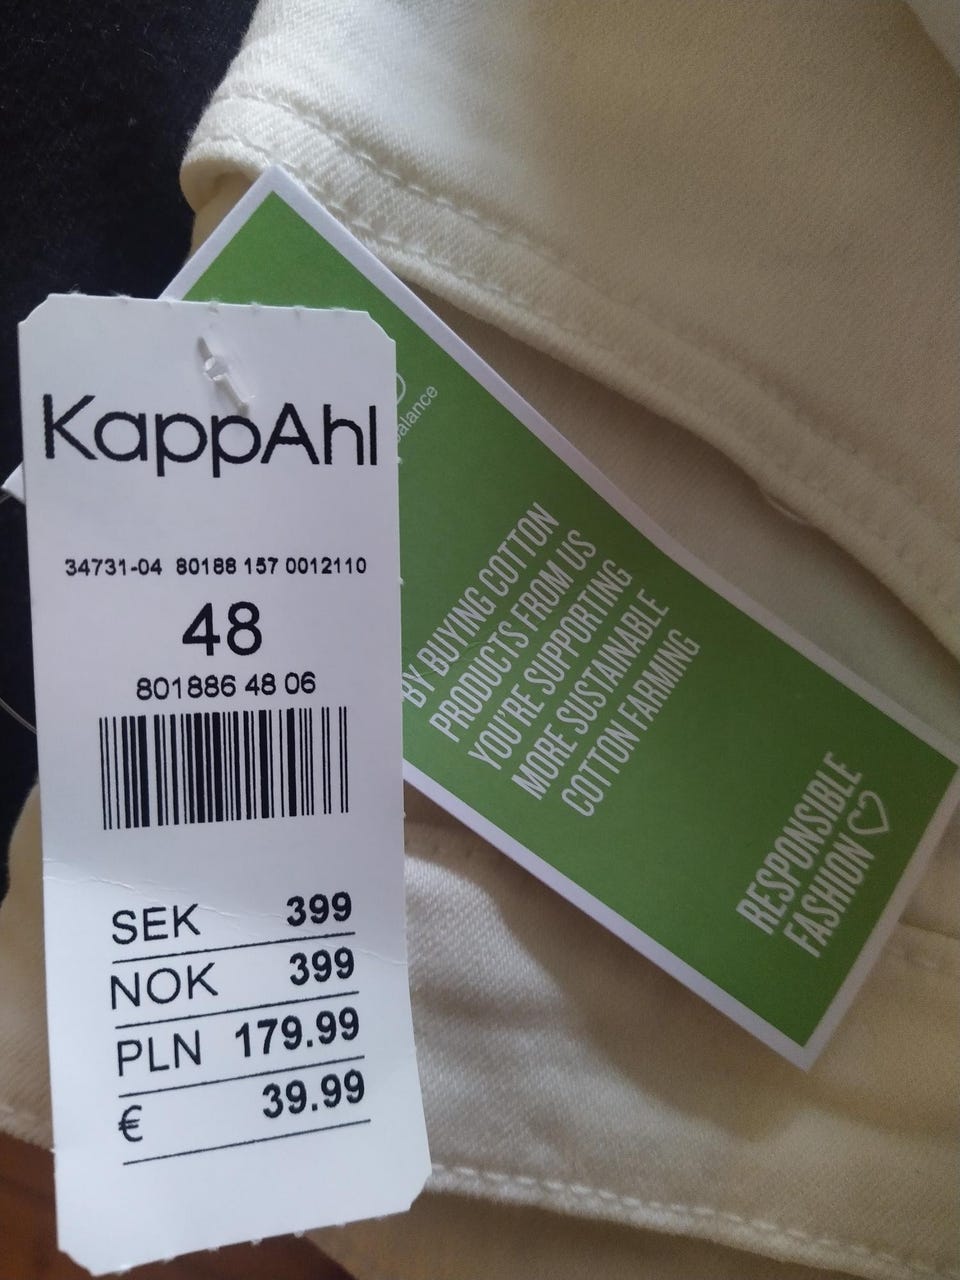 KappAhl
34731-04 80188 157 0012110
48
801886 48 06
SEK 399
NOK 399
PLN 179.99
€ 39.99
BY BUYING COTTON
PRODUCTS FROM US
YOU'RE SUPPORTING
MORE SUSTAINABLE
COTTON FARMING
RESPONSIBLE
FASHION